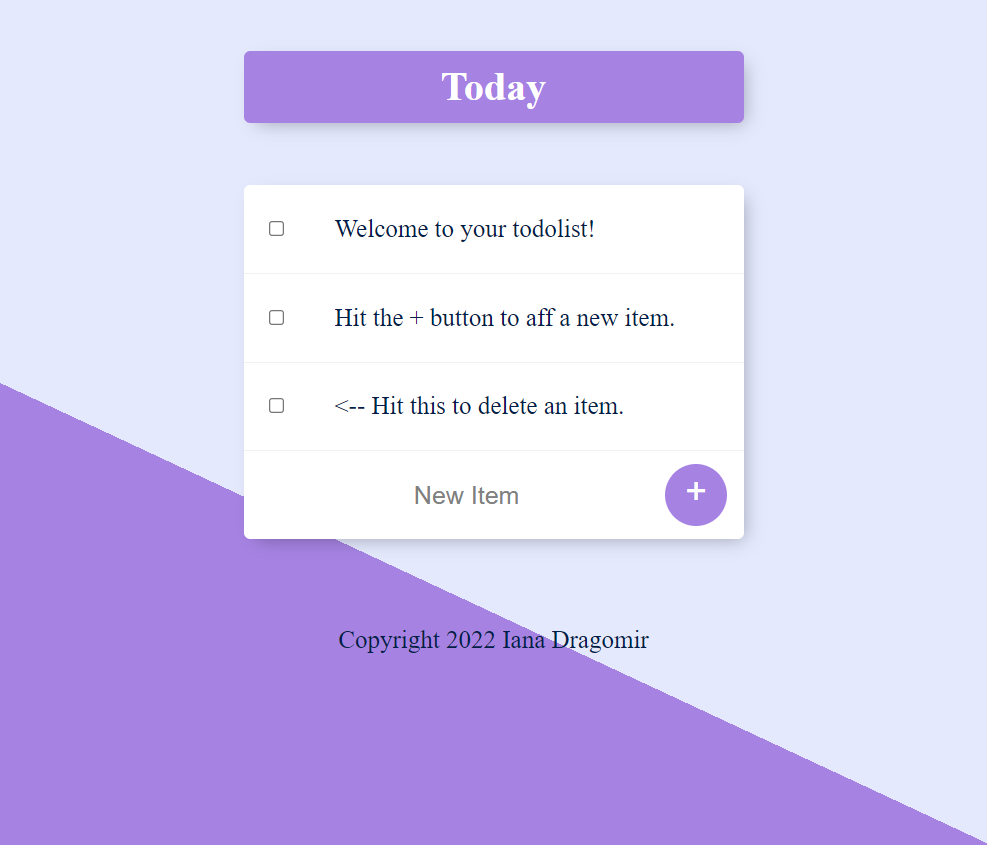 Today
Welcome to your todolist!
Hit the + button to aff a new item.
<-- Hit this to delete an item.
New Item
+
Copyright 2022 Iana Dragomir